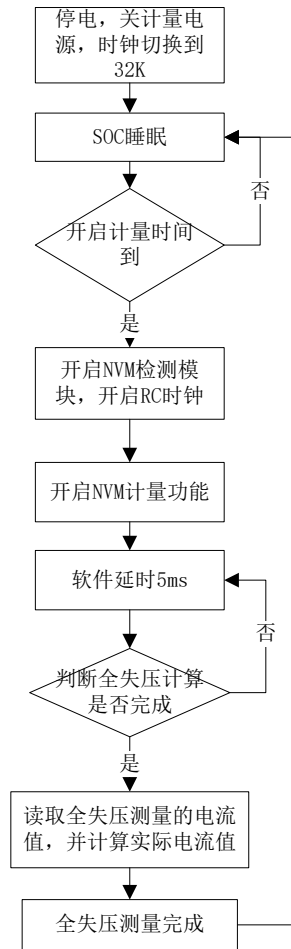 停电，关计量电
源，时钟切换到
32K
SOC睡眠
否
开启计量时间
到
是
开启NVM检测模
块，开启RC时钟
开启NVM计量功能
软件延时5ms
否
判断全失压计算
是否完成
是
读取全失压测量的电流
值，并计算实际电流值
全失压测量完成